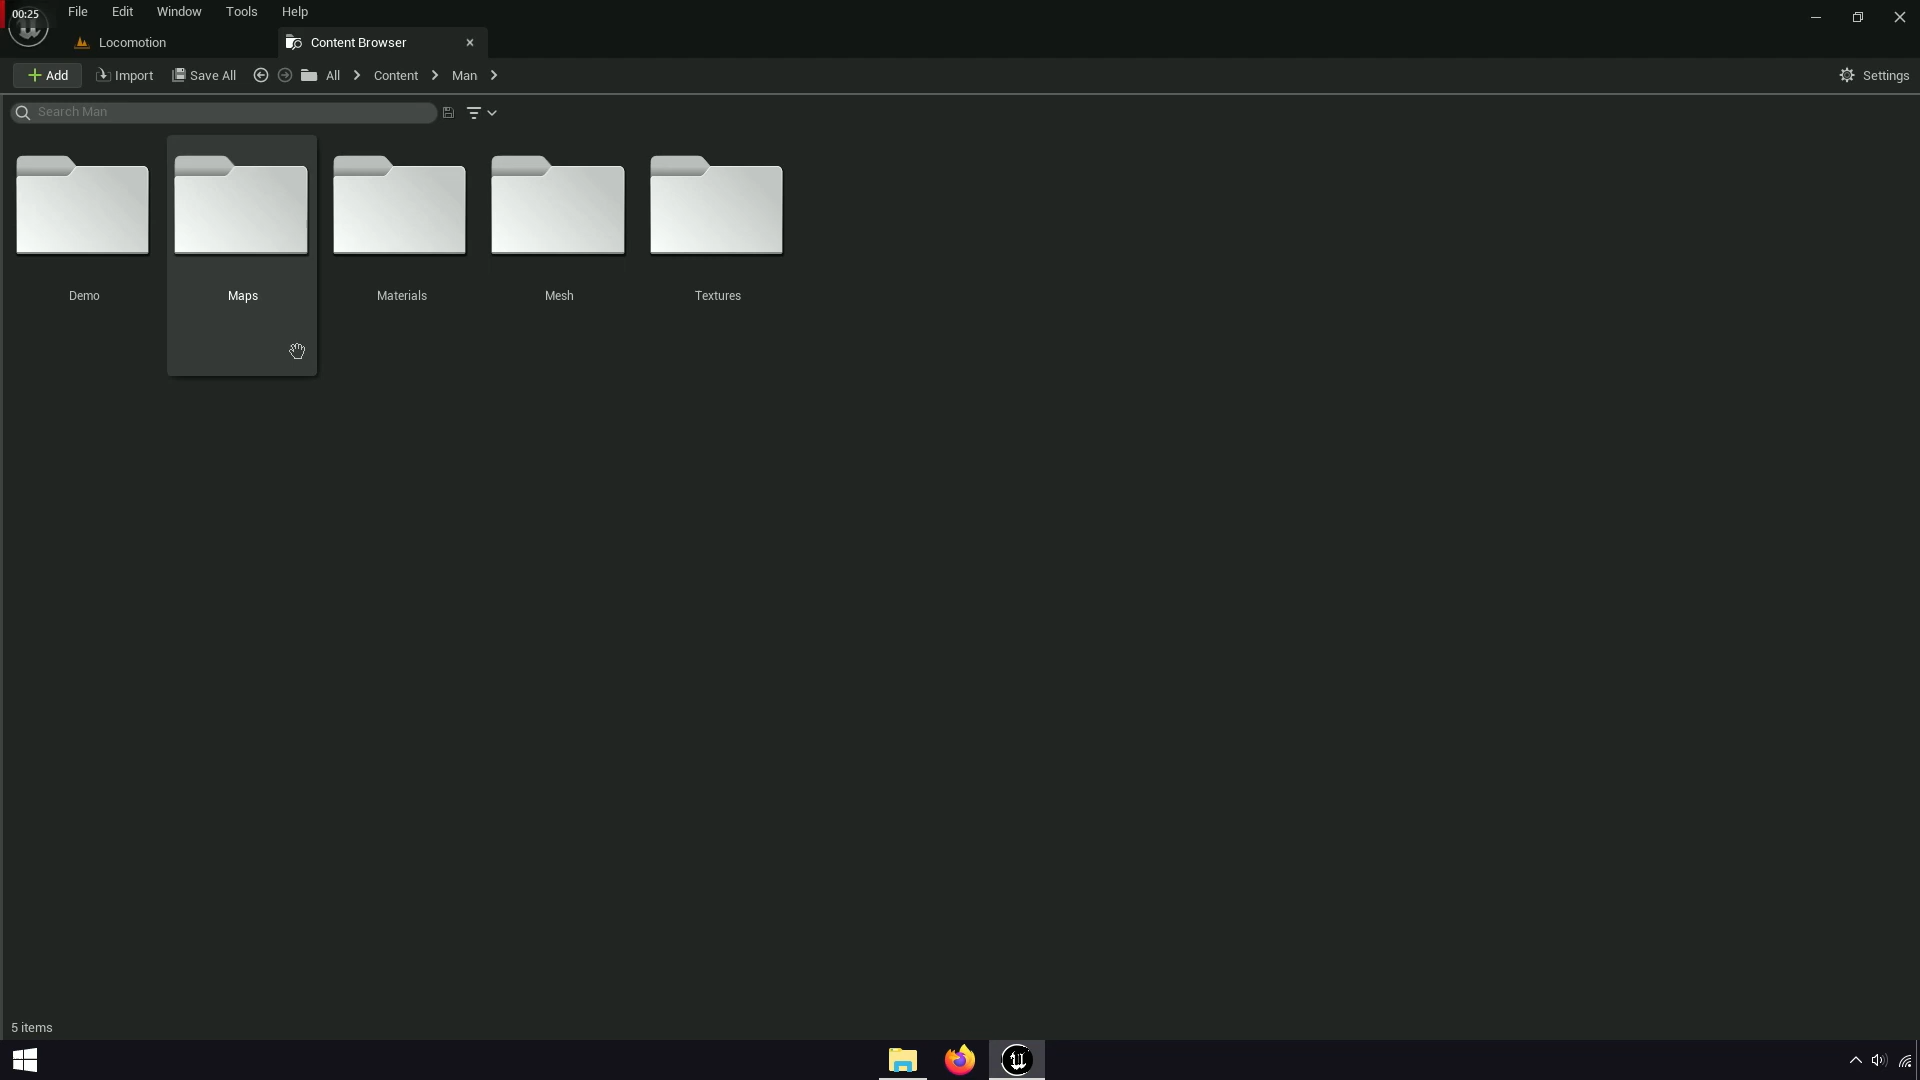 00:25
File Edit Window Tools Help
Locomotion Content Browser
Add Import Save All All Content Man Settings
Search Man
Demo Maps Materials Mesh Textures
5 items